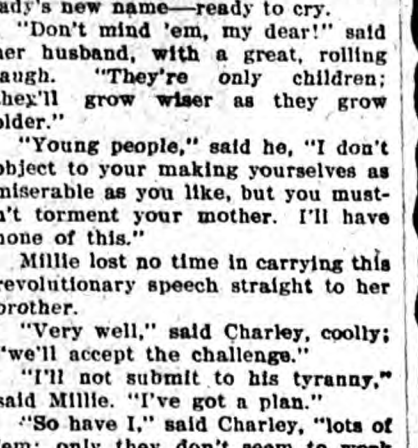 ady's new name—ready to cry.
"Don't mind 'em, my dear!" said
her husband, with a great, rolling
laugh. "They're only children;
they'll grow wiser as they grow
older."
"Young people," said he, "I don't
object to your making yourselves as
miserable as you like, but you must-
n't torment your mother. I'll have
none of this."
Millie lost no time in carrying this
revolutionary speech straight to her
brother.
"Very well," said Charley, coolly;
"we'll accept the challenge."
"I'll not submit to his tyranny,"
said Millie. "I've got a plan."
"So have I," said Charley, "lots of
'em; only they don't seem to work